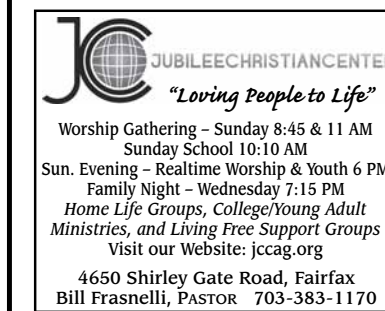 JC
JUBILEECHRISTIANCENTE
“Loving People to Life”
Worship Gathering – Sunday 8:45 & 11 AM
Sunday School 10:10 AM
Sun. Evening – Realtime Worship & Youth 6 PM
Family Night – Wednesday 7:15 PM
Home Life Groups, College/Young Adult
Ministries, and Living Free Support Groups
Visit our Website: jccag.org
4650 Shirley Gate Road, Fairfax
Bill Frasnelli, PASTOR 703-383-1170